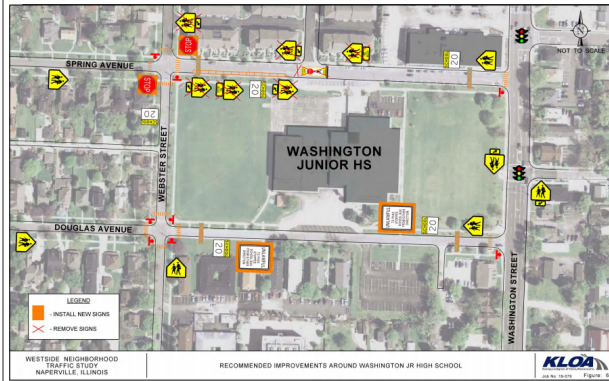 STOP
SPRING AVENUE
STOP
20
20
20
NOT TO SCALE
WASHINGTON
JUNIOR HS
WEBSTER STREET
DOUGLAS AVENUE
20
20
WASHINGTON STREET
LEGEND
- INSTALL NEW SIGNS
- REMOVE SIGNS
WESTSIDE NEIGHBORHOOD
TRAFFIC STUDY
NAPERVILLE, ILLINOIS
RECOMMENDED IMPROVEMENTS AROUND WASHINGTON JR HIGH SCHOOL
KLOA
Figure: 6